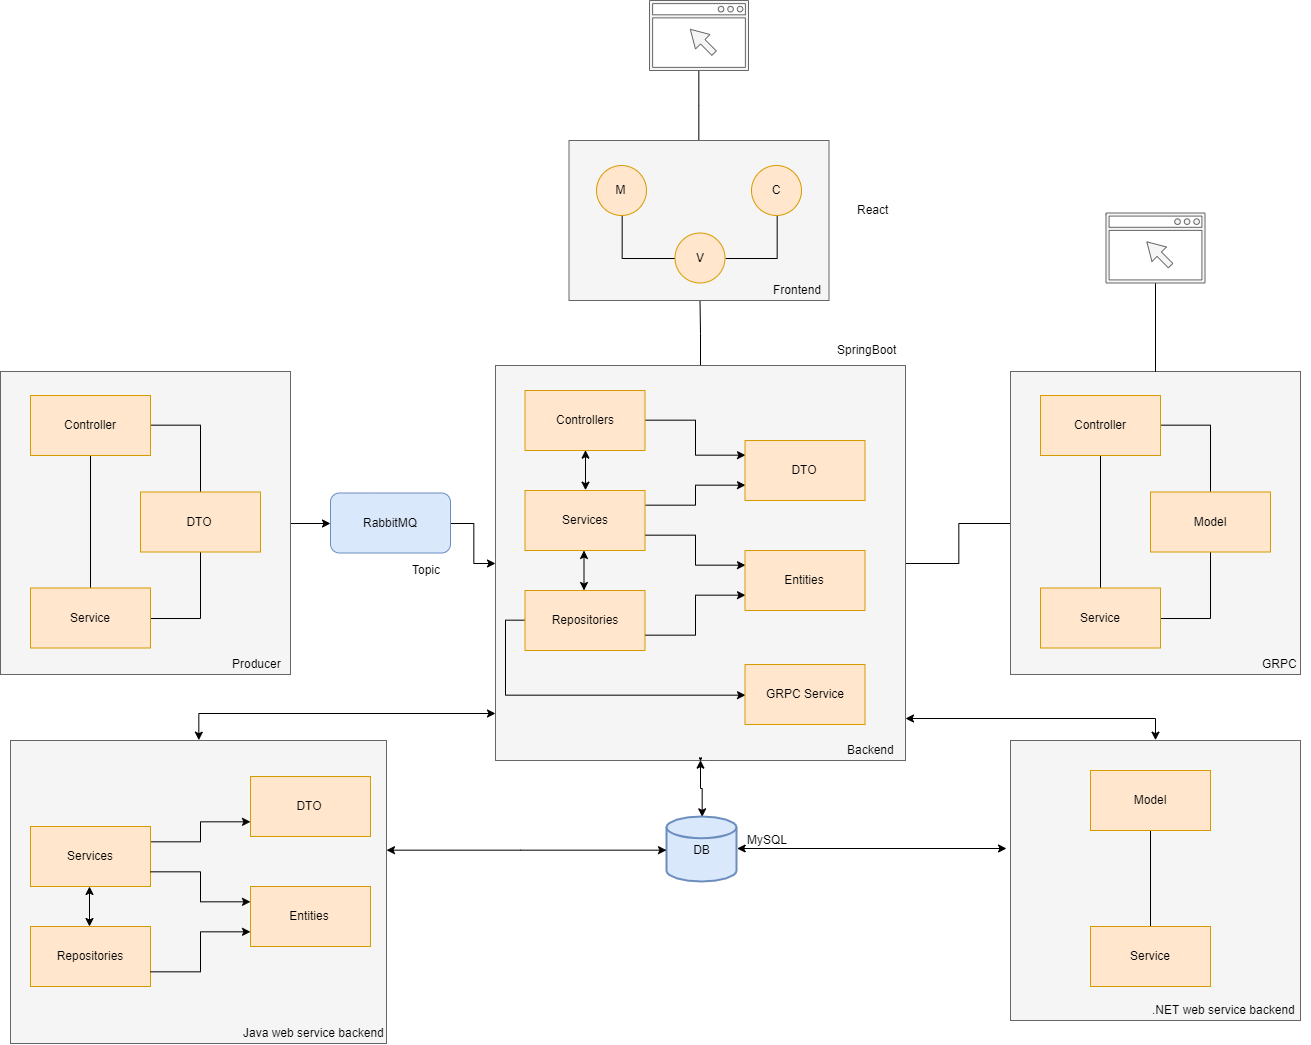 M
C
React
V
Frontend
SpringBoot
Controller
DTO
Service
Producer
RabbitMQ
Topic
Controllers
DTO
Services
Entities
Repositories
GRPC Service
Backend
Controller
Model
Service
GRPC
DTO
Services
Entities
Repositories
Java web service backend
DB
MySQL
Model
Service
.NET web service backend